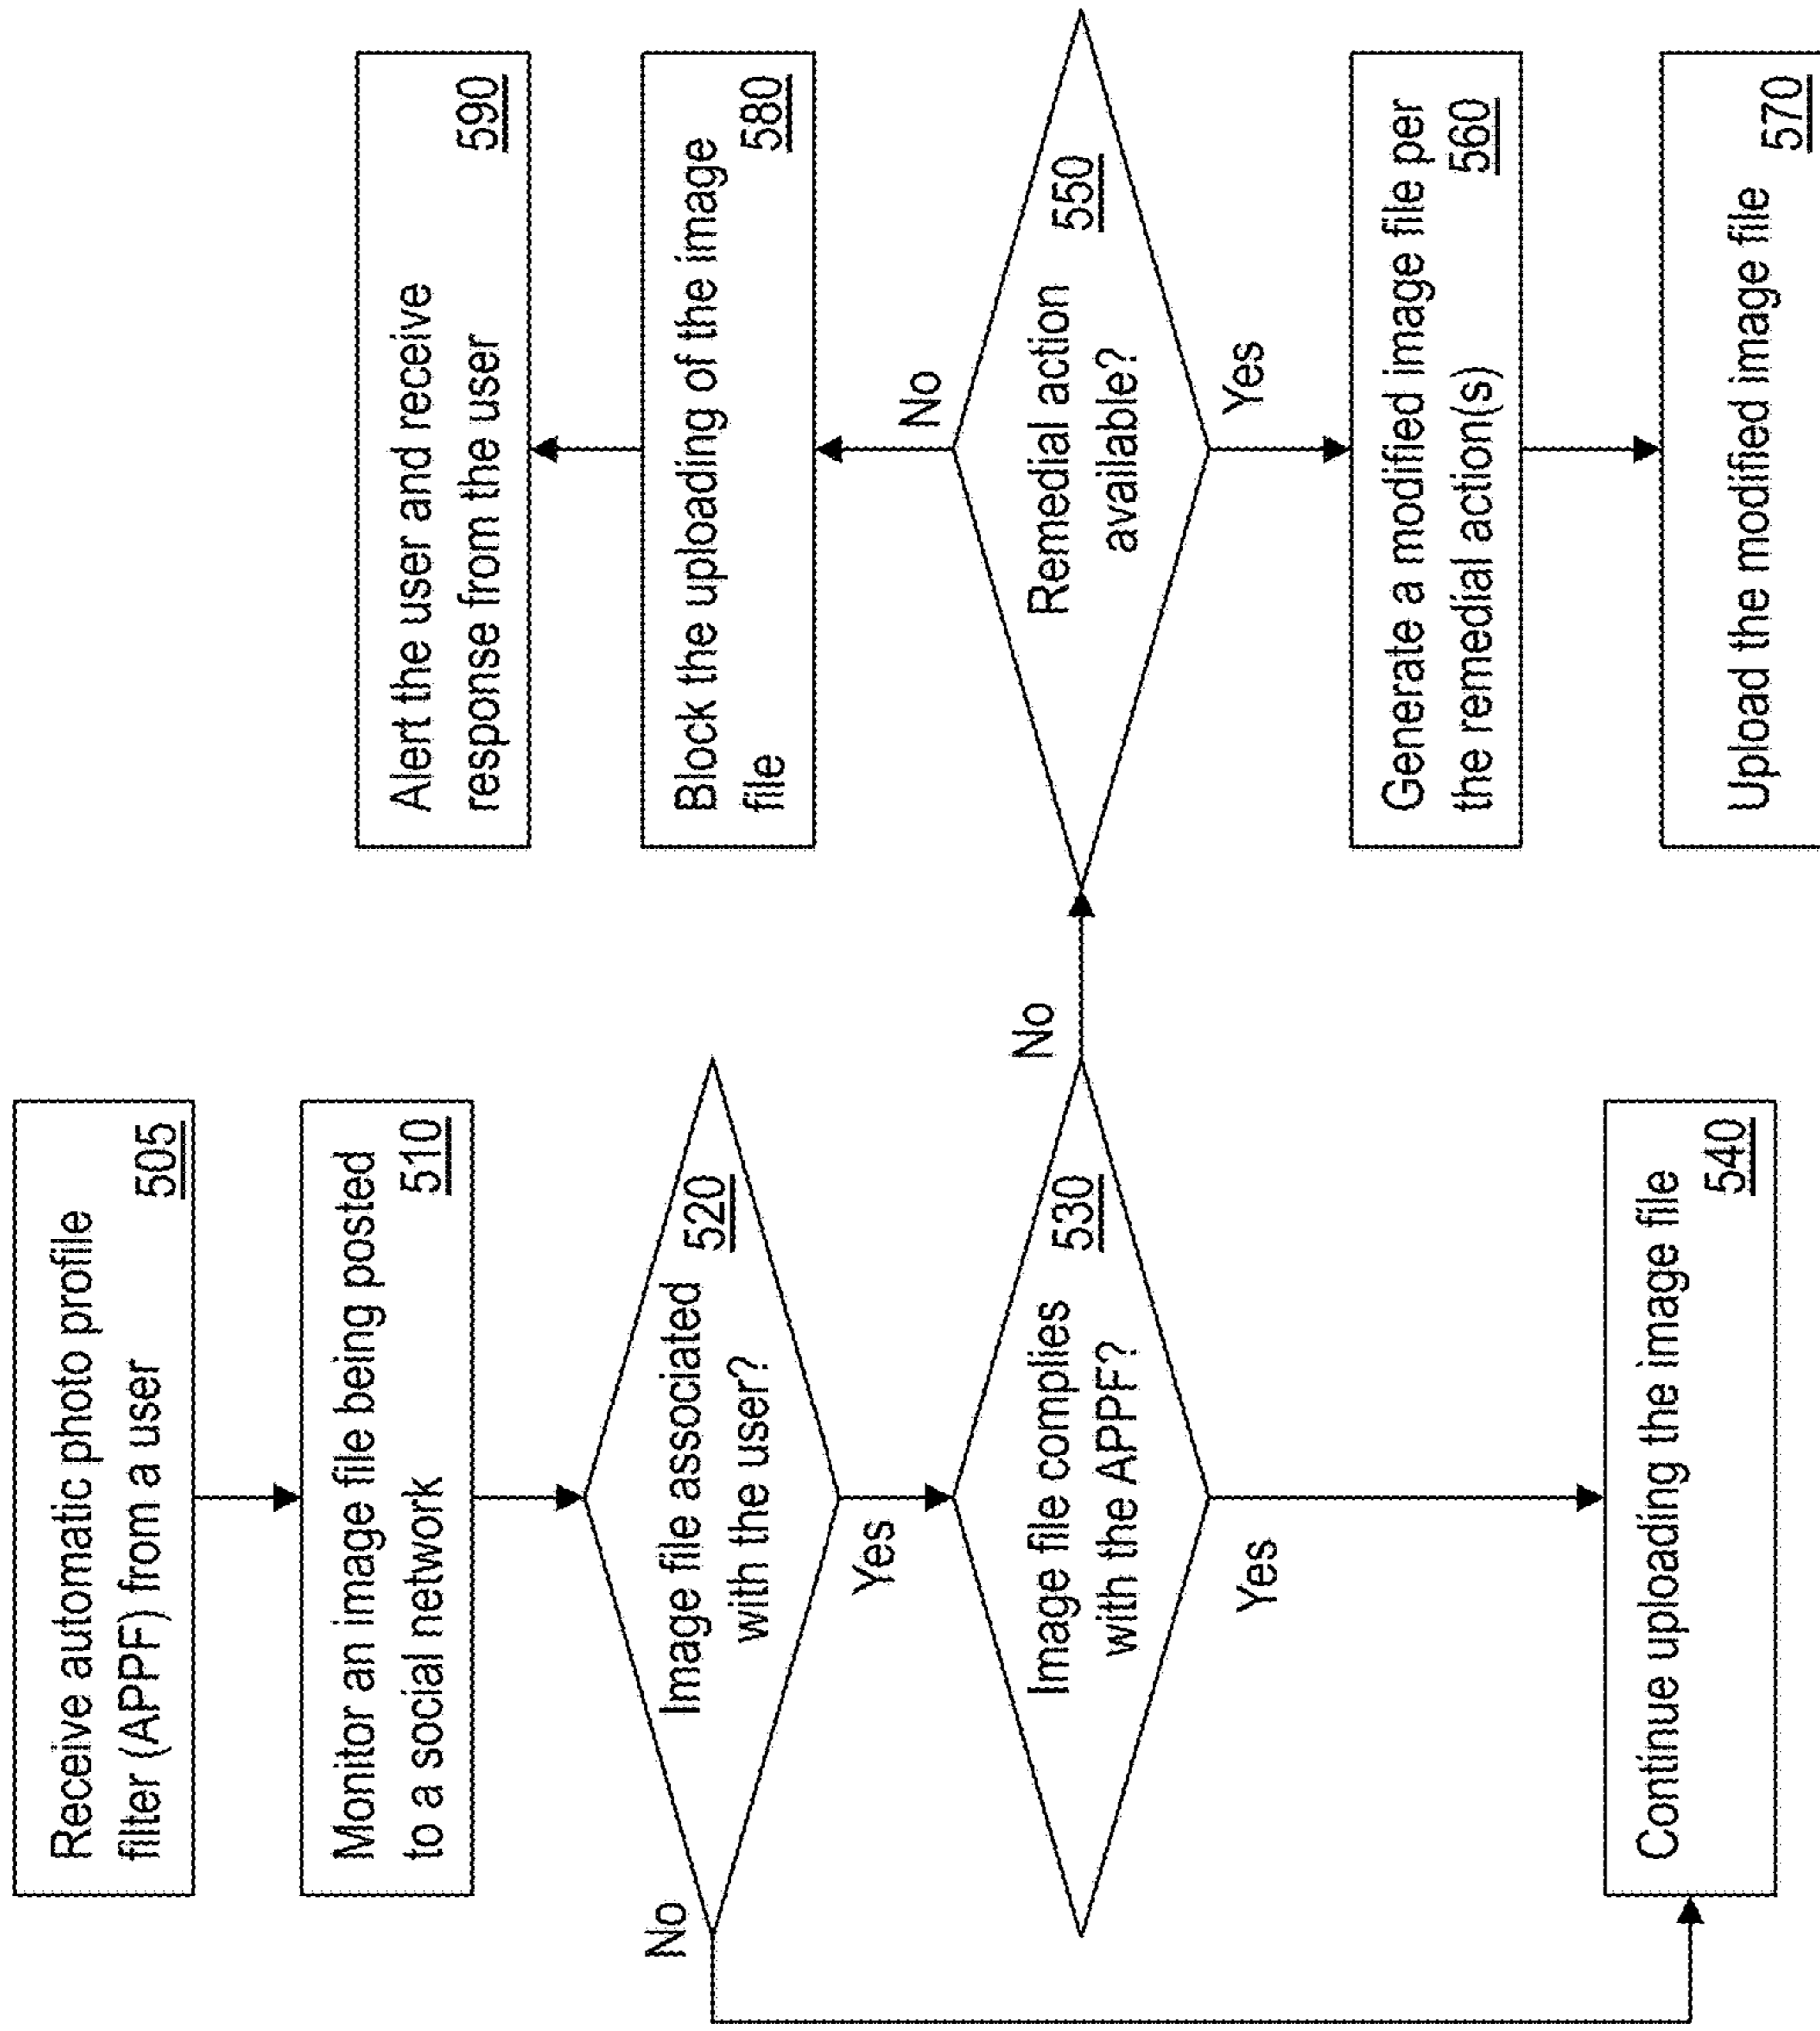 Receive automatic photo profile
filter (APPF) from a user
505
Monitor an image file being posted
to a social network
510
Image file associated
with the user?
520
No
Yes
Image file complies
with the APPF?
530
No
Yes
Continue uploading the image file
540
Alert the user and receive
response from the user
590
Block the uploading of the image
file
580
No
Remedial action
available?
550
Yes
Generate a modified image file per
the remedial action(s)
560
Upload the modified image file
570